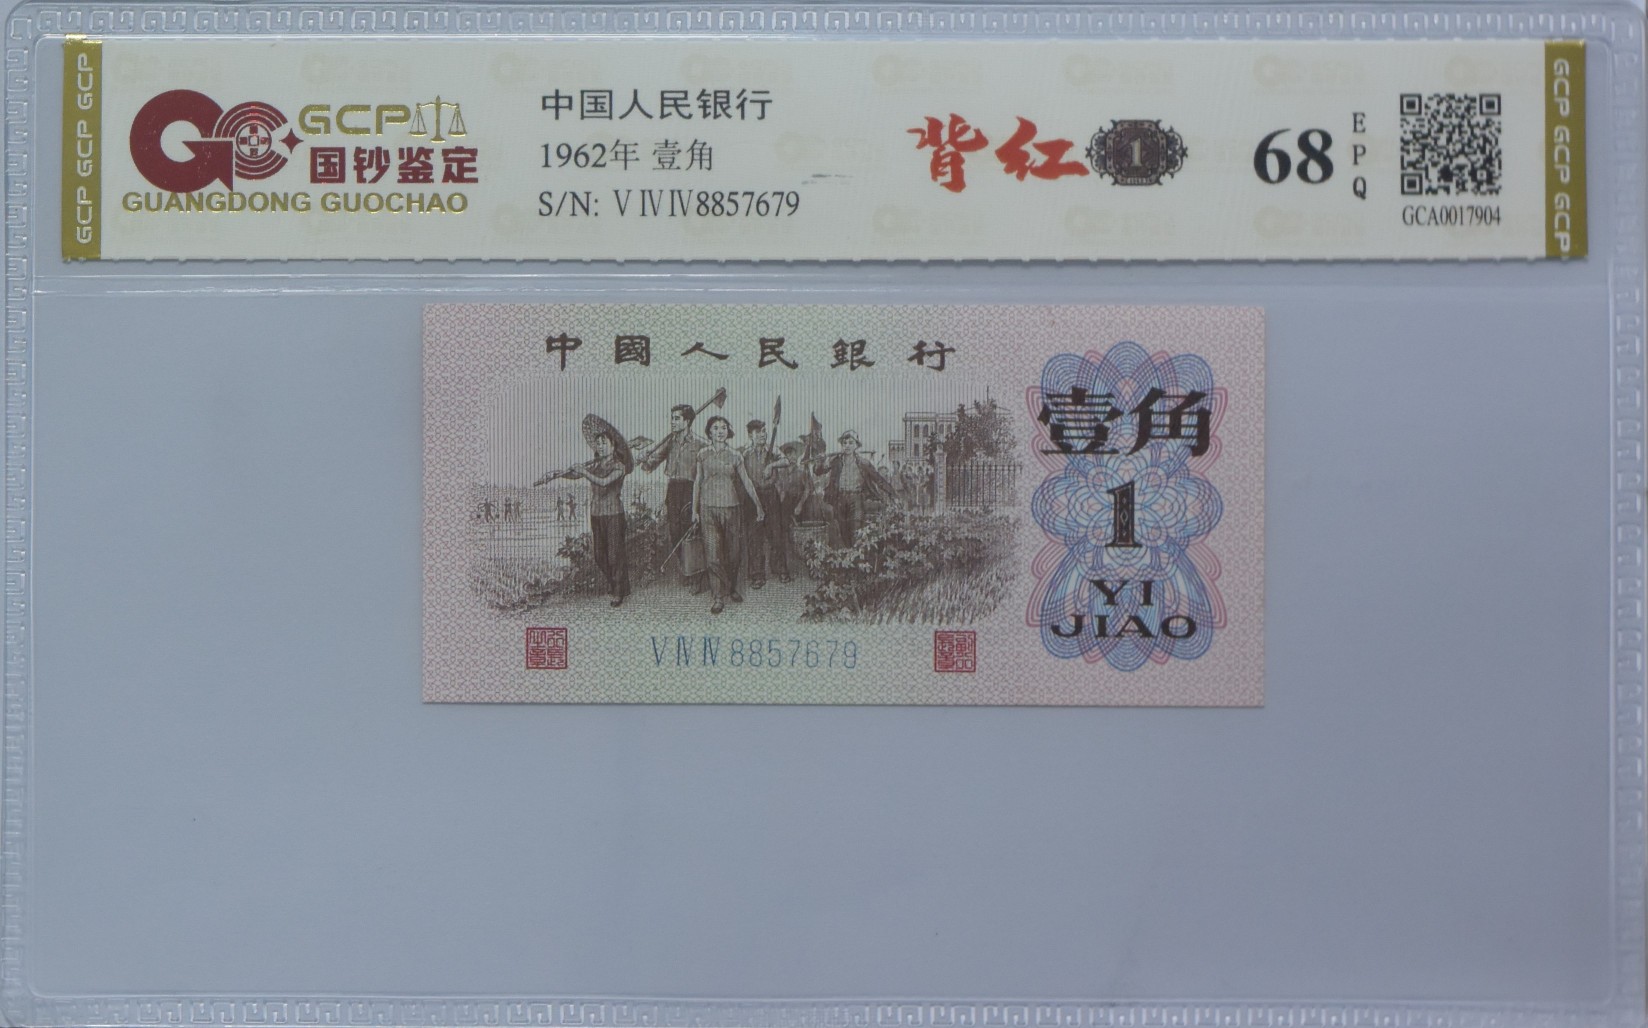 GCP GCP GCP
GCP
国钞鉴定
GUANGDONG GUOCHAO
中国人民银行
1962年 壹角
S/N: ⅤⅣⅣ8857679
背红
1
68
EPQ
GCA0017904
GCP GCP GCP
中國人民銀行
壹角
1
YI
JIAO
ⅤⅣⅣ8857679